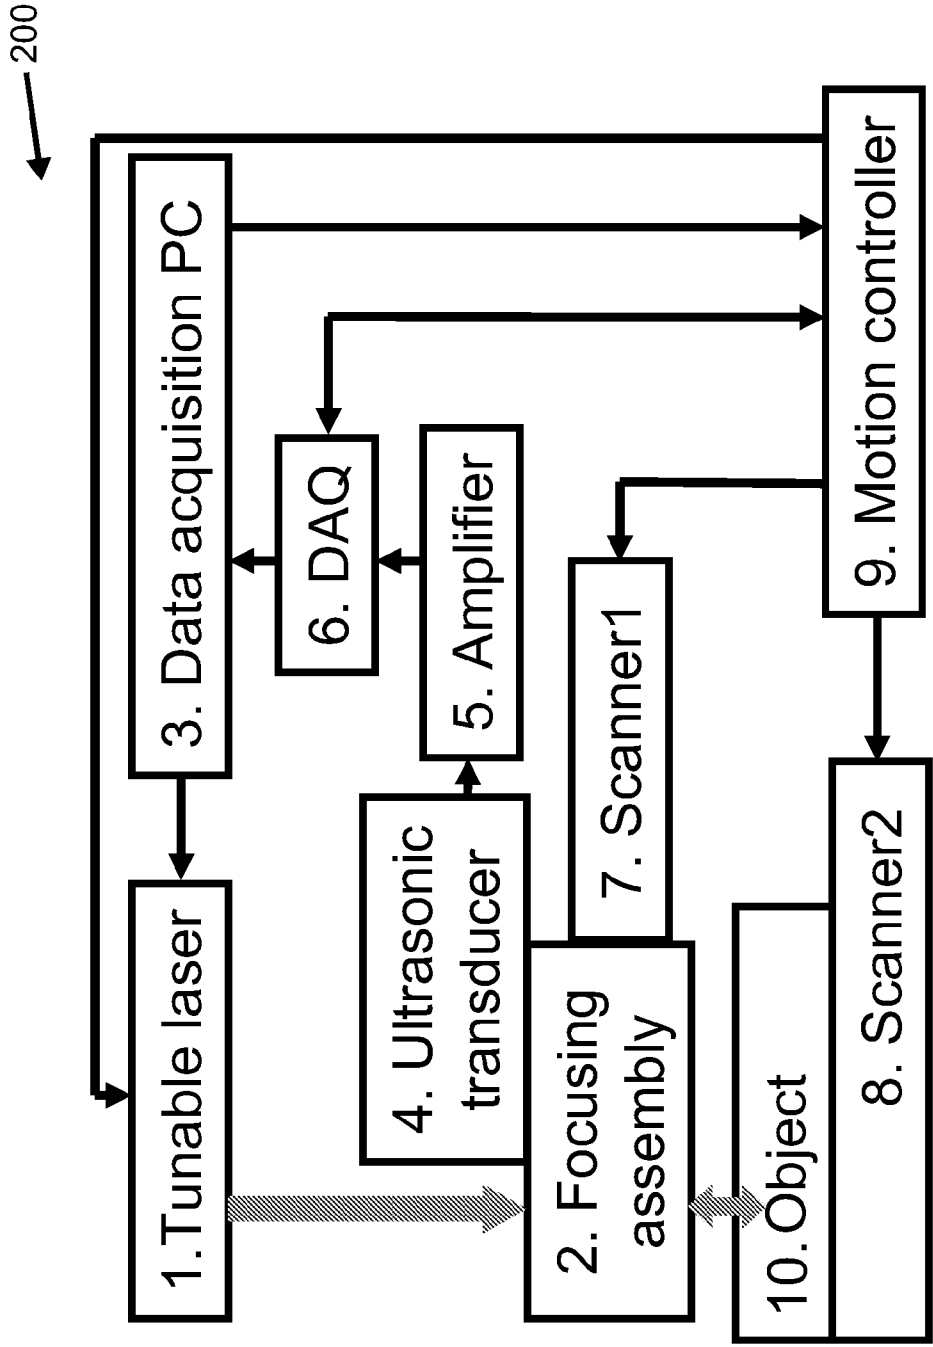 200
1.Tunable laser
3. Data acquisition PC
6. DAQ
4. Ultrasonic
transducer
5. Amplifier
2. Focusing
assembly
7. Scanner1
10.Object
8. Scanner2
9. Motion controller